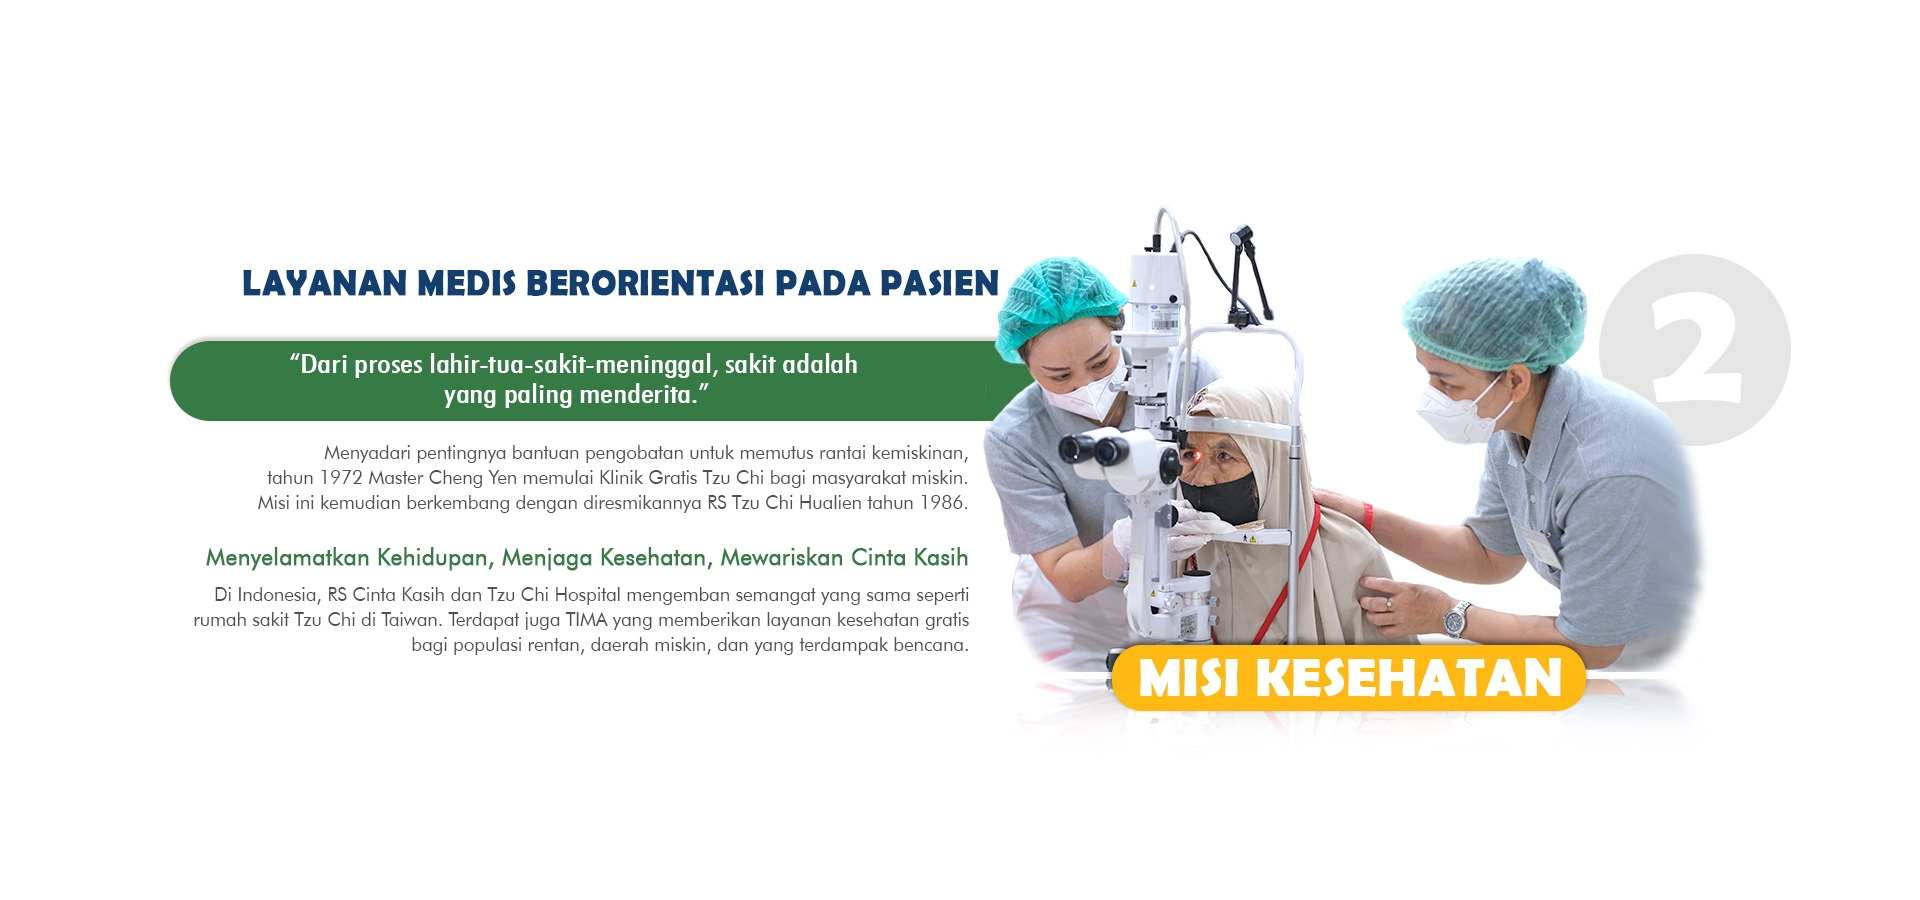 LAYANAN MEDIS BERORIENTASI PADA PASIEN
“Dari proses lahir-tua-sakit-meninggal, sakit adalah
yang paling menderita.”
Menyadari pentingnya bantuan pengobatan untuk memutus rantai kemiskinan,
tahun 1972 Master Cheng Yen memulai Klinik Gratis Tzu Chi bagi masyarakat miskin.
Misi ini kemudian berkembang dengan diresmikannya RS Tzu Chi Hualien tahun 1986.
Menyelamatkan Kehidupan, Menjaga Kesehatan, Mewariskan Cinta Kasih
Di Indonesia, RS Cinta Kasih dan Tzu Chi Hospital mengemban semangat yang sama seperti
rumah sakit Tzu Chi di Taiwan. Terdapat juga TIMA yang memberikan layanan kesehatan gratis
bagi populasi rentan, daerah miskin, dan yang terdampak bencana.
2
MISI KESEHATAN